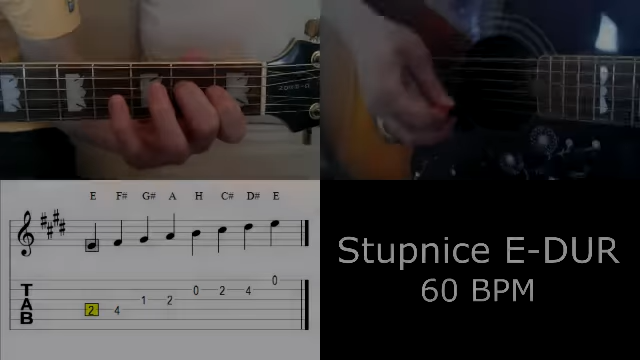 E F# G# A H C# D# E
Stupnice E-DUR
60 BPM
TAB
2 4 1 2 0 2 4 0